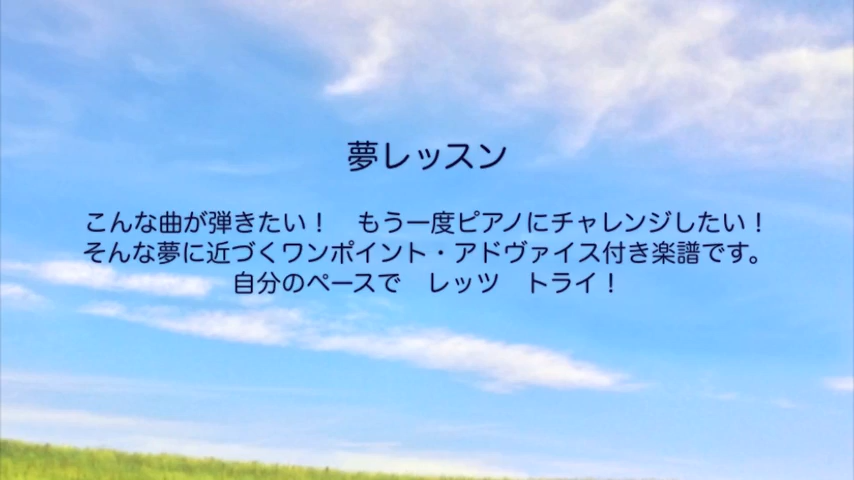 夢レッスン
こんな曲が弾きたい！　もう一度ピアノにチャレンジしたい！
そんな夢に近づくワンポイント・アドヴァイス付き楽譜です。
自分のペースで　レッツ　トライ！